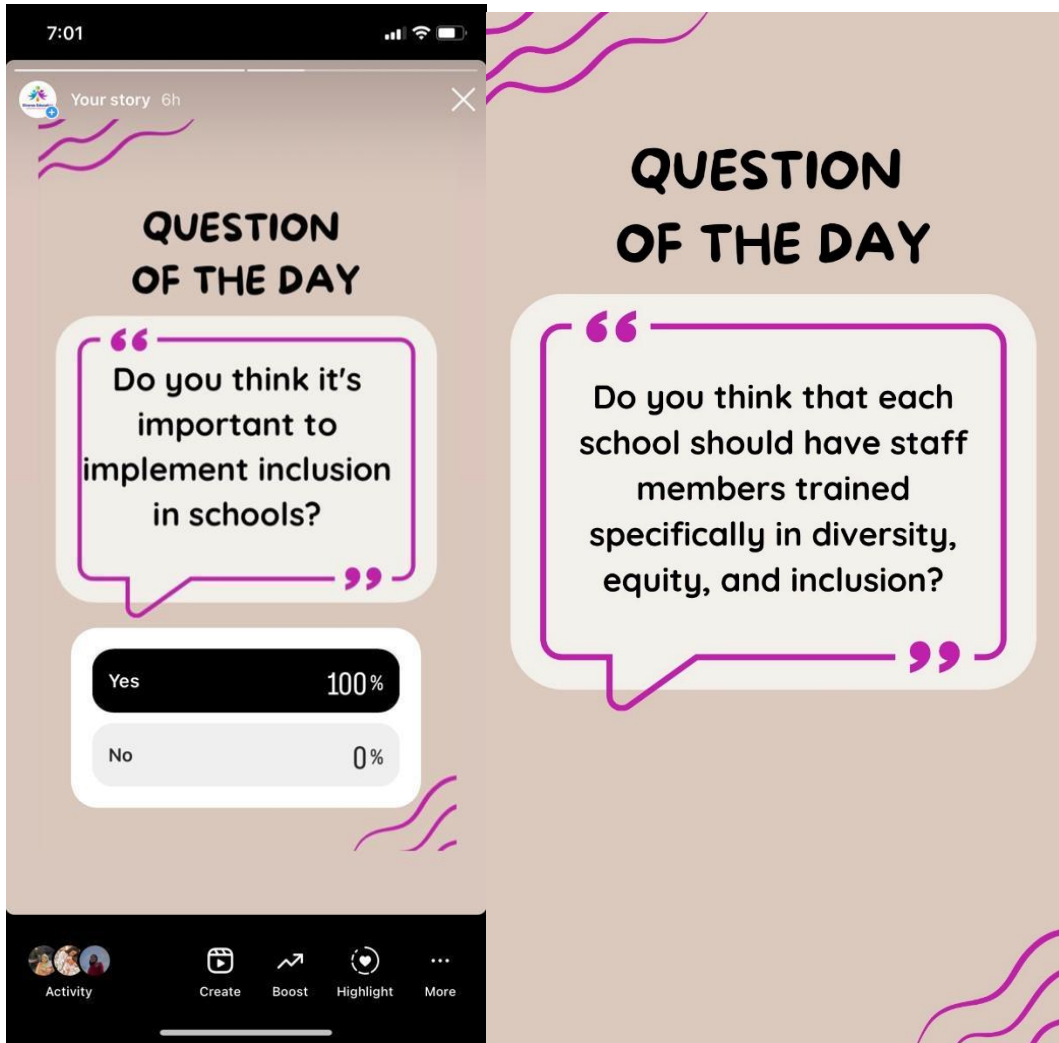 7:01
Your story 6h
QUESTION
OF THE DAY
“
Do you think it's
important to
implement inclusion
in schools?
”
Yes 100%
No 0%
Activity
Create
Boost
Highlight
More
QUESTION
OF THE DAY
“
Do you think that each
school should have staff
members trained
specifically in diversity,
equity, and inclusion?
”